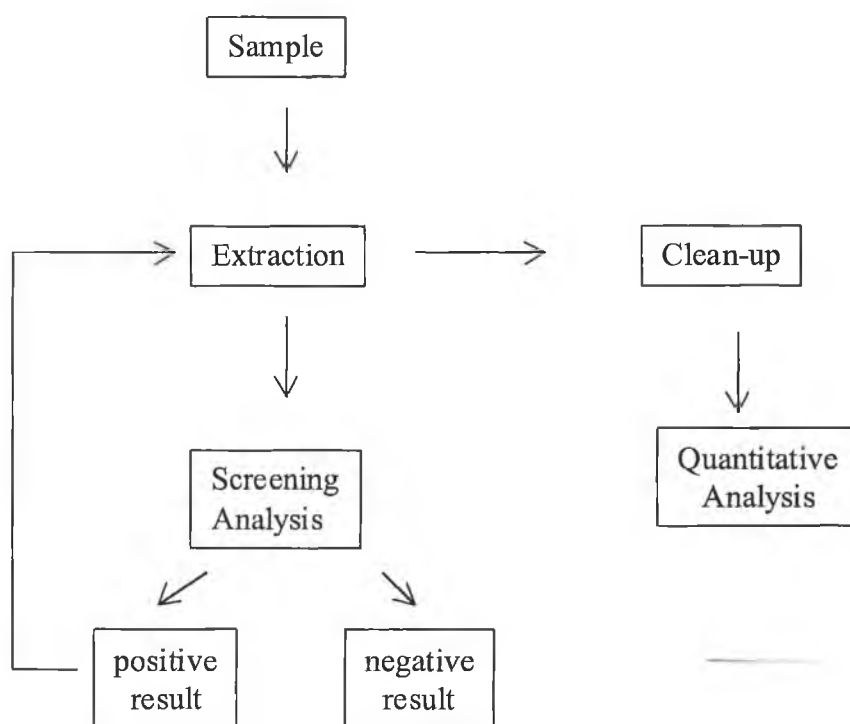 Sample
Extraction
Clean-up
Screening
Analysis
Quantitative
Analysis
positive
result
negative
result